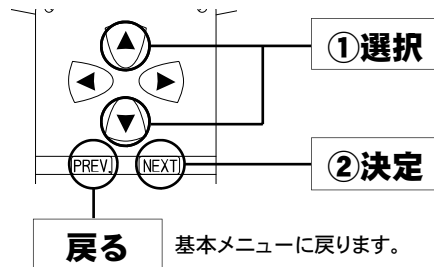 ①選択
PREV.
NEXT
②決定
戻る
基本メニューに戻ります。